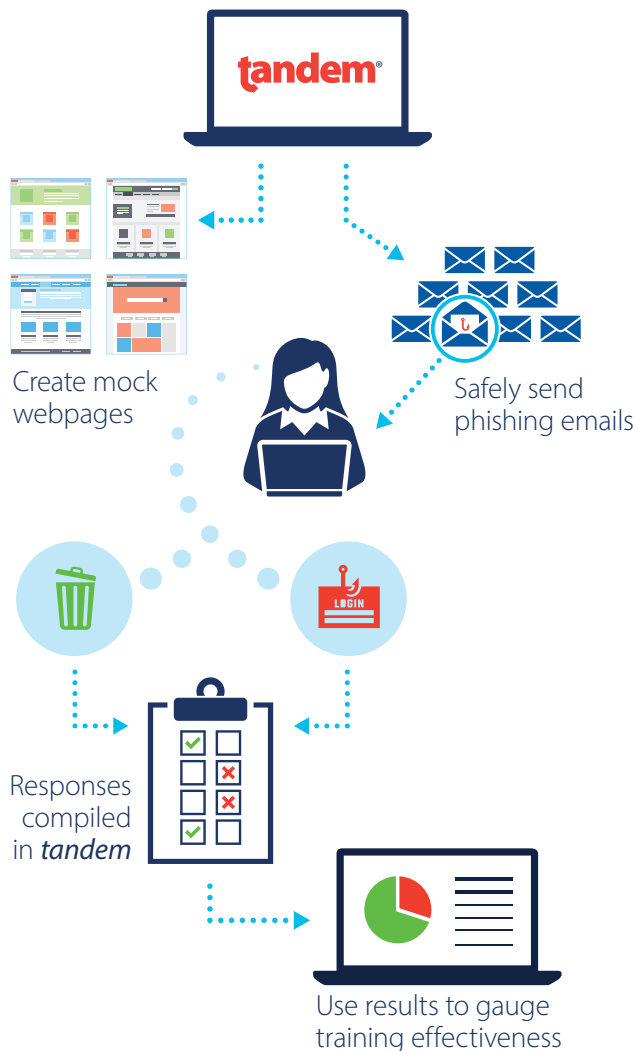 tandem®
Create mock
webpages
Safely send
phishing emails
LOGIN
Responses
compiled
in tandem
Use results to gauge
training effectiveness